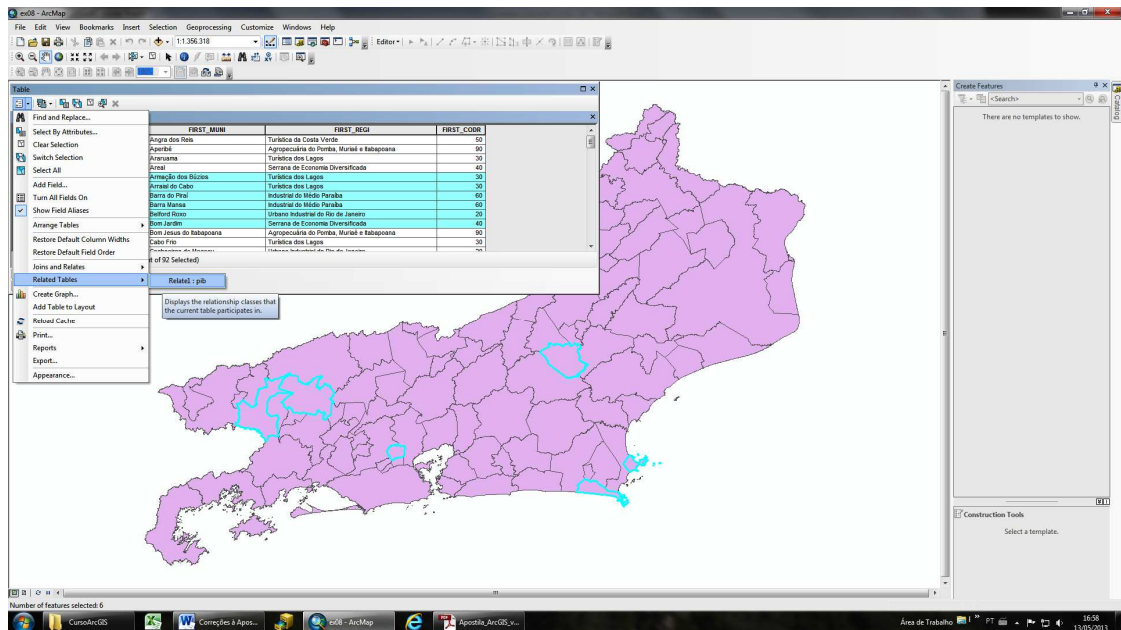 ex08 - ArcMap
File Edit View Bookmarks Insert Selection Geoprocessing Customize Windows Help
1:1.356.318
Editor
Table
FIRST_MUNI FIRST_REGI FIRST_CODR
Angra dos Reis Turística da Costa Verde 50
Aperibé Agropecuária do Pomba, Muriaé e Itabapoana 90
Araruama Turística dos Lagos 30
Areal Serrana de Economia Diversificada 40
Armação dos Búzios Turística dos Lagos 30
Arraial do Cabo Turística dos Lagos 30
Barra do Piraí Industrial do Médio Paraíba 60
Barra Mansa Industrial do Médio Paraíba 60
Belford Roxo Urbano Industrial do Rio de Janeiro 20
Bom Jardim Serrana de Economia Diversificada 40
Bom Jesus do Itabapoana Agropecuária do Pomba, Muriaé e Itabapoana 90
Cabo Frio Turística dos Lagos 30
t of 92 Selected)
Find and Replace...
Select By Attributes...
Clear Selection
Switch Selection
Select All
Add Field...
Turn All Fields On
Show Field Aliases
Arrange Tables
Restore Default Column Widths
Restore Default Field Order
Joins and Relates
Related Tables
Relate1 : pib
Displays the relationship classes that
the current table participates in.
Create Graph...
Add Table to Layout
Reload Cache
Print...
Reports
Export...
Appearance...
Create Features
<Search>
There are no templates to show.
Catalog
Construction Tools
Select a template.
Number of features selected: 6
CursoArcGIS
Correções à Apos...
ex08 - ArcMap
Apostila_ArcGIS_v...
Área de Trabalho
PT
16:58
13/05/2013